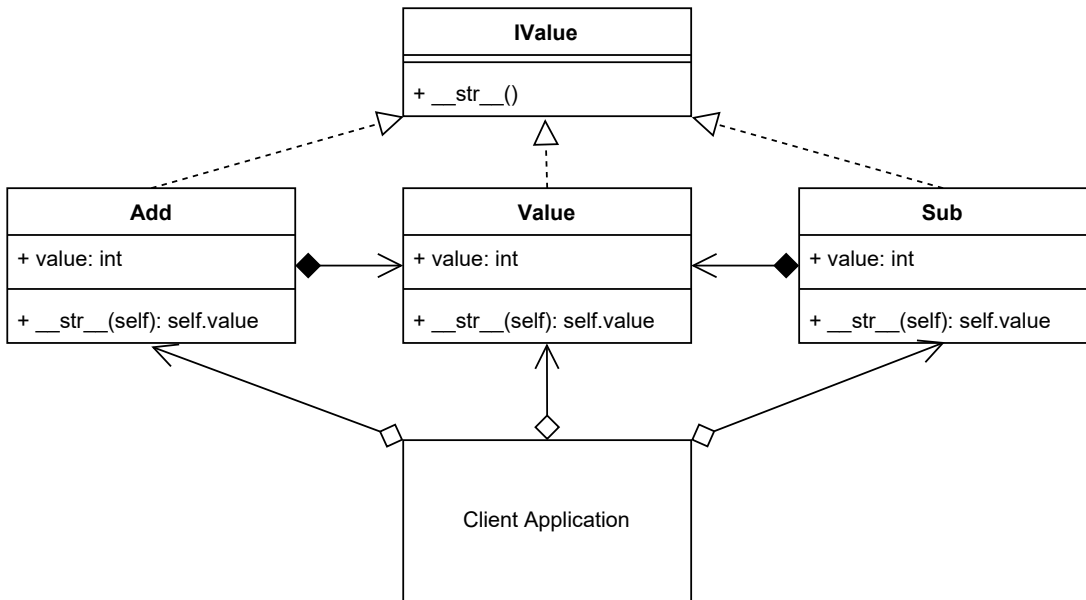 IValue
+ __str__()
Add
+ value: int
+ __str__(self): self.value
Value
+ value: int
+ __str__(self): self.value
Sub
+ value: int
+ __str__(self): self.value
Client Application